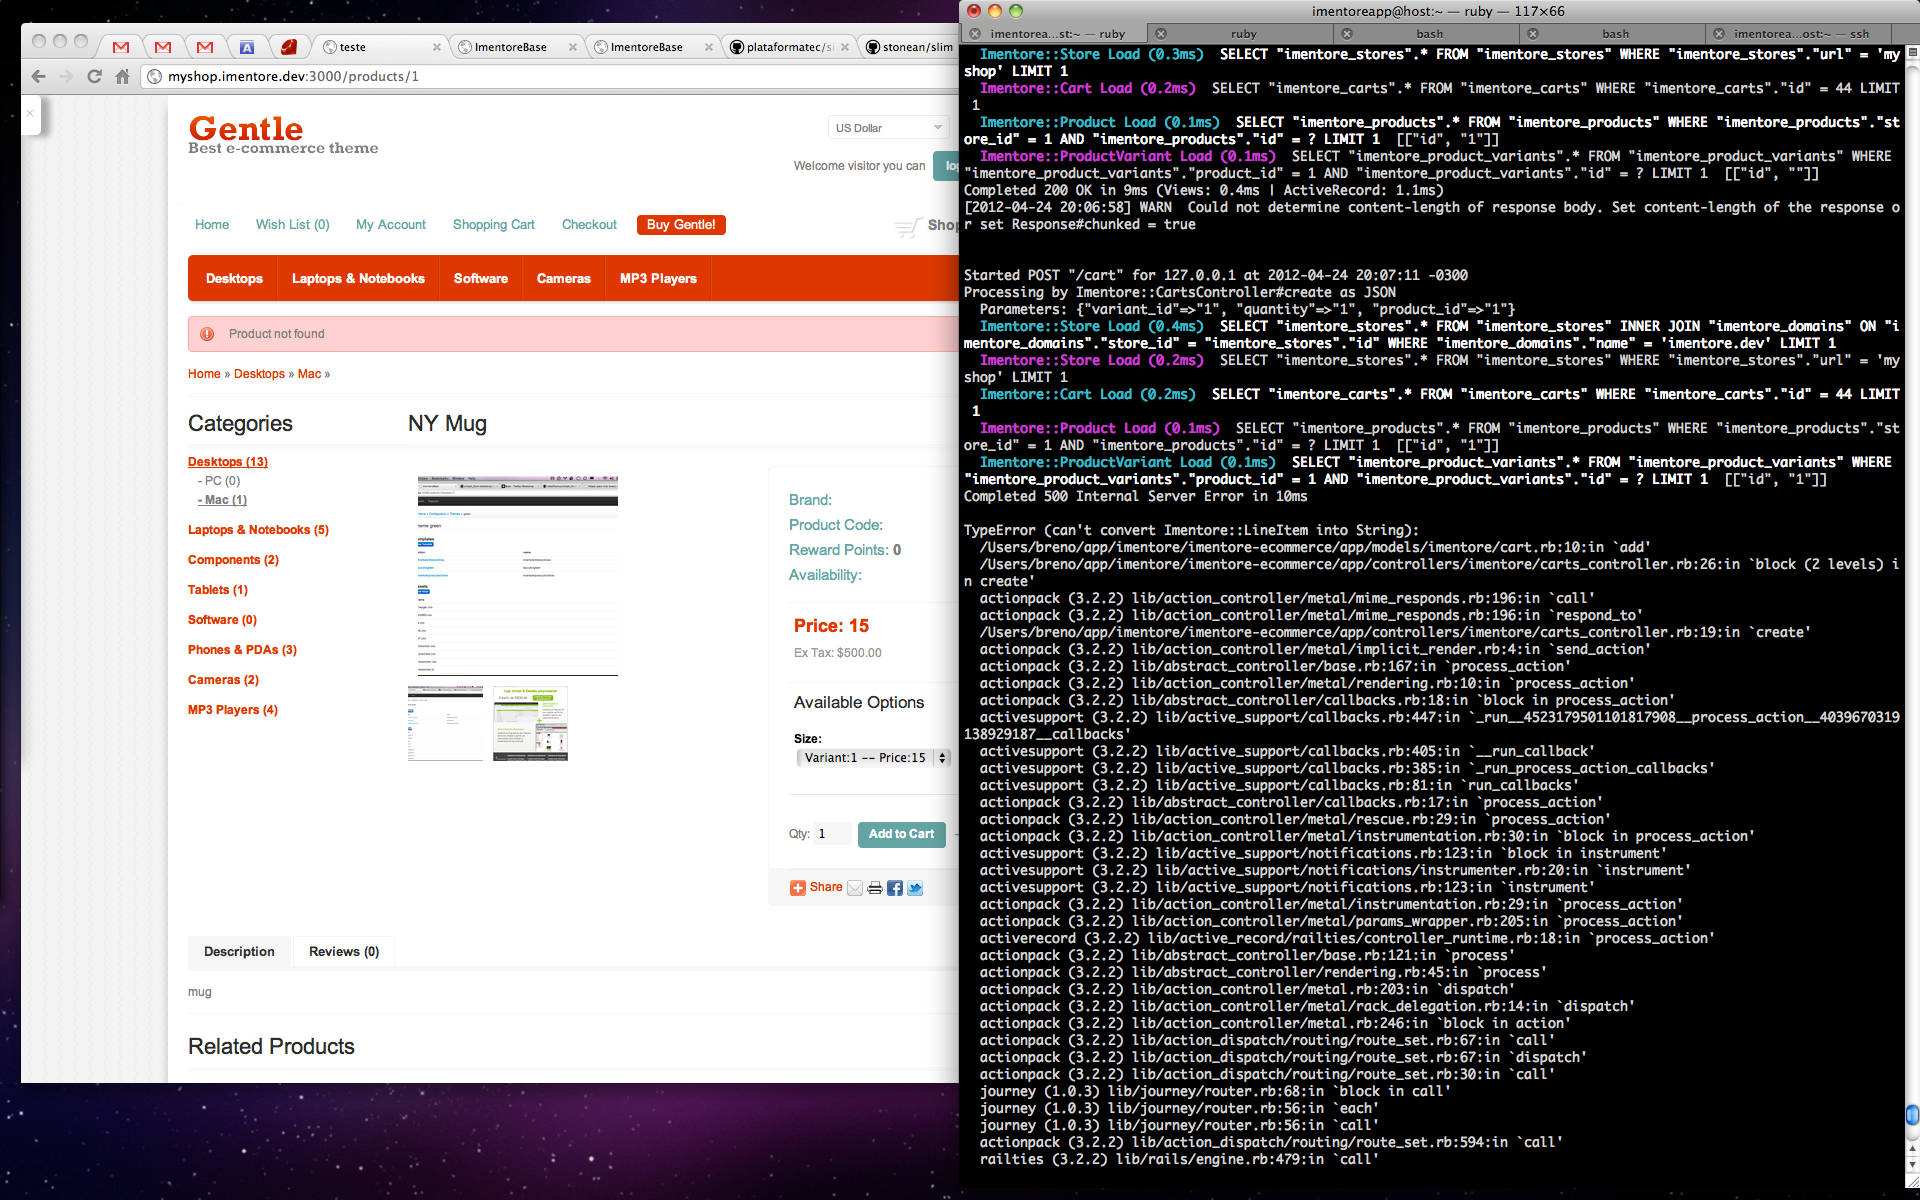 teste
ImentoreBase
ImentoreBase
plataformatec/si
stonean/slim
myshop.imentore.dev:3000/products/1
Gentle
Best e-commerce theme
US Dollar
Welcome visitor you can
log
Home
Wish List (0)
My Account
Shopping Cart
Checkout
Buy Gentle!
Shop
Desktops
Laptops & Notebooks
Software
Cameras
MP3 Players
Product not found
Home » Desktops » Mac »
Categories
Desktops (13)
- PC (0)
- Mac (1)
Laptops & Notebooks (5)
Components (2)
Tablets (1)
Software (0)
Phones & PDAs (3)
Cameras (2)
MP3 Players (4)
NY Mug
Brand:
Product Code:
Reward Points: 0
Availability:
Price: 15
Ex Tax: $500.00
Available Options
Size:
Variant:1 -- Price:15
Qty: 1
Add to Cart
Share
Description
Reviews (0)
mug
Related Products
imentoreapp@host:~ — ruby — 117×66
imentorea...st:~ — ruby
ruby
bash
bash
imentorea...ost:~ — ssh
Imentore::Store Load (0.3ms)  SELECT "imentore_stores".* FROM "imentore_stores" WHERE "imentore_stores"."url" = 'my
shop' LIMIT 1
Imentore::Cart Load (0.2ms)  SELECT "imentore_carts".* FROM "imentore_carts" WHERE "imentore_carts"."id" = 44 LIMIT
1
Imentore::Product Load (0.1ms)  SELECT "imentore_products".* FROM "imentore_products" WHERE "imentore_products"."st
ore_id" = 1 AND "imentore_products"."id" = ? LIMIT 1  [["id", "1"]]
Imentore::ProductVariant Load (0.1ms)  SELECT "imentore_product_variants".* FROM "imentore_product_variants" WHERE
"imentore_product_variants"."product_id" = 1 AND "imentore_product_variants"."id" = ? LIMIT 1  [["id", ""]]
Completed 200 OK in 9ms (Views: 0.4ms | ActiveRecord: 1.1ms)
[2012-04-24 20:06:58] WARN  Could not determine content-length of response body. Set content-length of the response o
r set Response#chunked = true
Started POST "/cart" for 127.0.0.1 at 2012-04-24 20:07:11 -0300
Processing by Imentore::CartsController#create as JSON
Parameters: {"variant_id"=>"1", "quantity"=>"1", "product_id"=>"1"}
Imentore::Store Load (0.4ms)  SELECT "imentore_stores".* FROM "imentore_stores" INNER JOIN "imentore_domains" ON "i
mentore_domains"."store_id" = "imentore_stores"."id" WHERE "imentore_domains"."name" = 'imentore.dev' LIMIT 1
Imentore::Store Load (0.2ms)  SELECT "imentore_stores".* FROM "imentore_stores" WHERE "imentore_stores"."url" = 'my
shop' LIMIT 1
Imentore::Cart Load (0.2ms)  SELECT "imentore_carts".* FROM "imentore_carts" WHERE "imentore_carts"."id" = 44 LIMIT
1
Imentore::Product Load (0.1ms)  SELECT "imentore_products".* FROM "imentore_products" WHERE "imentore_products"."st
ore_id" = 1 AND "imentore_products"."id" = ? LIMIT 1  [["id", "1"]]
Imentore::ProductVariant Load (0.1ms)  SELECT "imentore_product_variants".* FROM "imentore_product_variants" WHERE
"imentore_product_variants"."product_id" = 1 AND "imentore_product_variants"."id" = ? LIMIT 1  [["id", "1"]]
Completed 500 Internal Server Error in 10ms
TypeError (can't convert Imentore::LineItem into String):
/Users/breno/app/imentore/imentore-ecommerce/app/models/imentore/cart.rb:10:in `add'
/Users/breno/app/imentore/imentore-ecommerce/app/controllers/imentore/carts_controller.rb:26:in `block (2 levels) i
n create'
actionpack (3.2.2) lib/action_controller/metal/mime_responds.rb:196:in `call'
actionpack (3.2.2) lib/action_controller/metal/mime_responds.rb:196:in `respond_to'
/Users/breno/app/imentore/imentore-ecommerce/app/controllers/imentore/carts_controller.rb:19:in `create'
actionpack (3.2.2) lib/action_controller/metal/implicit_render.rb:4:in `send_action'
actionpack (3.2.2) lib/abstract_controller/base.rb:167:in `process_action'
actionpack (3.2.2) lib/action_controller/metal/rendering.rb:10:in `process_action'
actionpack (3.2.2) lib/abstract_controller/callbacks.rb:18:in `block in process_action'
activesupport (3.2.2) lib/active_support/callbacks.rb:447:in `_run__4523179501101817908__process_action__4039670319
138929187__callbacks'
activesupport (3.2.2) lib/active_support/callbacks.rb:405:in `__run_callback'
activesupport (3.2.2) lib/active_support/callbacks.rb:385:in `_run_process_action_callbacks'
activesupport (3.2.2) lib/active_support/callbacks.rb:81:in `run_callbacks'
actionpack (3.2.2) lib/abstract_controller/callbacks.rb:17:in `process_action'
actionpack (3.2.2) lib/action_controller/metal/rescue.rb:29:in `process_action'
actionpack (3.2.2) lib/action_controller/metal/instrumentation.rb:30:in `block in process_action'
activesupport (3.2.2) lib/active_support/notifications.rb:123:in `block in instrument'
activesupport (3.2.2) lib/active_support/notifications/instrumenter.rb:20:in `instrument'
activesupport (3.2.2) lib/active_support/notifications.rb:123:in `instrument'
actionpack (3.2.2) lib/action_controller/metal/instrumentation.rb:29:in `process_action'
actionpack (3.2.2) lib/action_controller/metal/params_wrapper.rb:205:in `process_action'
activerecord (3.2.2) lib/active_record/railties/controller_runtime.rb:18:in `process_action'
actionpack (3.2.2) lib/abstract_controller/base.rb:121:in `process'
actionpack (3.2.2) lib/abstract_controller/rendering.rb:45:in `process'
actionpack (3.2.2) lib/action_controller/metal.rb:203:in `dispatch'
actionpack (3.2.2) lib/action_controller/metal/rack_delegation.rb:14:in `dispatch'
actionpack (3.2.2) lib/action_controller/metal.rb:246:in `block in action'
actionpack (3.2.2) lib/action_dispatch/routing/route_set.rb:67:in `call'
actionpack (3.2.2) lib/action_dispatch/routing/route_set.rb:67:in `dispatch'
actionpack (3.2.2) lib/action_dispatch/routing/route_set.rb:30:in `call'
journey (1.0.3) lib/journey/router.rb:68:in `block in call'
journey (1.0.3) lib/journey/router.rb:56:in `each'
journey (1.0.3) lib/journey/router.rb:56:in `call'
actionpack (3.2.2) lib/action_dispatch/routing/route_set.rb:594:in `call'
railties (3.2.2) lib/rails/engine.rb:479:in `call'